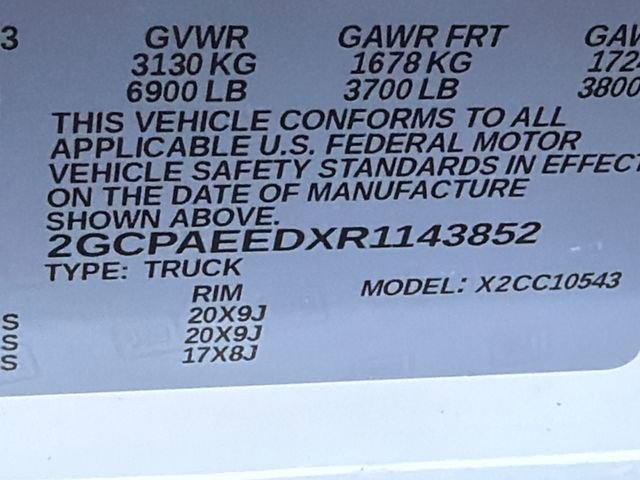 3 GVWR GAWR FRT GAW
3130 KG 1678 KG 172
6900 LB 3700 LB 3800
THIS VEHICLE CONFORMS TO ALL
APPLICABLE U.S. FEDERAL MOTOR
VEHICLE SAFETY STANDARDS IN EFFECT
ON THE DATE OF MANUFACTURE
SHOWN ABOVE.
2GCPAEEDXR1143852
TYPE: TRUCK
RIM MODEL: X2CC10543
S 20X9J
S 20X9J
S 17X8J